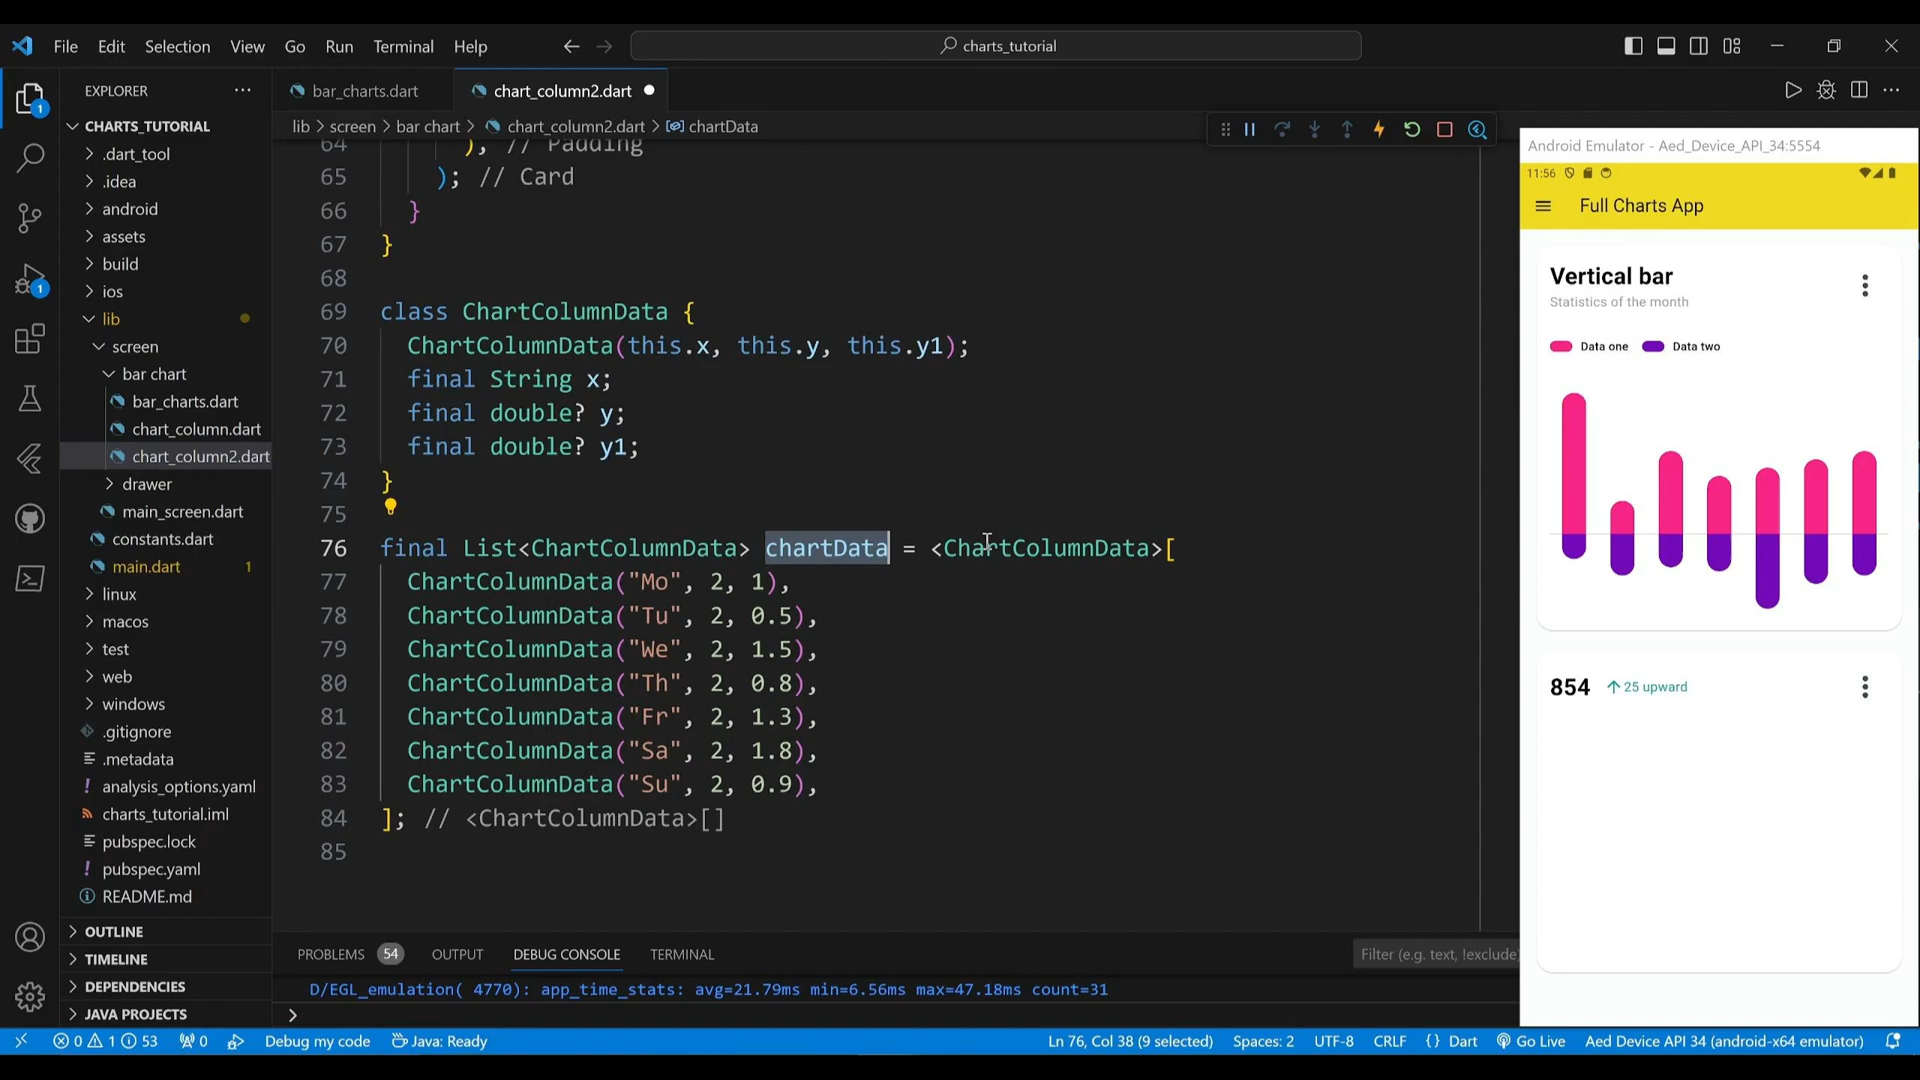 File Edit Selection View Go Run Terminal Help
charts_tutorial
EXPLORER
CHARTS_TUTORIAL
.dart_tool
.idea
android
assets
build
ios
lib
screen
bar chart
bar_charts.dart
chart_column.dart
chart_column2.dart
drawer
main_screen.dart
constants.dart
main.dart 1
linux
macos
test
web
windows
.gitignore
.metadata
analysis_options.yaml
charts_tutorial.iml
pubspec.lock
pubspec.yaml
README.md
OUTLINE
TIMELINE
DEPENDENCIES
JAVA PROJECTS
1
1
bar_charts.dart
chart_column2.dart
lib > screen > bar chart > chart_column2.dart > chartData
64 ), // Padding
65 ); // Card
66 }
67 }
68
69 class ChartColumnData {
70 ChartColumnData(this.x, this.y, this.y1);
71 final String x;
72 final double? y;
73 final double? y1;
74 }
75
76 final List<ChartColumnData> chartData = <ChartColumnData>[
77 ChartColumnData("Mo", 2, 1),
78 ChartColumnData("Tu", 2, 0.5),
79 ChartColumnData("We", 2, 1.5),
80 ChartColumnData("Th", 2, 0.8),
81 ChartColumnData("Fr", 2, 1.3),
82 ChartColumnData("Sa", 2, 1.8),
83 ChartColumnData("Su", 2, 0.9),
84 ]; // <ChartColumnData>[]
85
PROBLEMS 54 OUTPUT DEBUG CONSOLE TERMINAL
Filter (e.g. text, !exclude)
D/EGL_emulation( 4770): app_time_stats: avg=21.79ms min=6.56ms max=47.18ms count=31
>
Android Emulator - Aed_Device_API_34:5554
11:56
Full Charts App
Vertical bar
Statistics of the month
Data one Data two
854 25 upward
0 1 53 0 Debug my code Java: Ready Ln 76, Col 38 (9 selected) Spaces: 2 UTF-8 CRLF {} Dart Go Live Aed Device API 34 (android-x64 emulator)